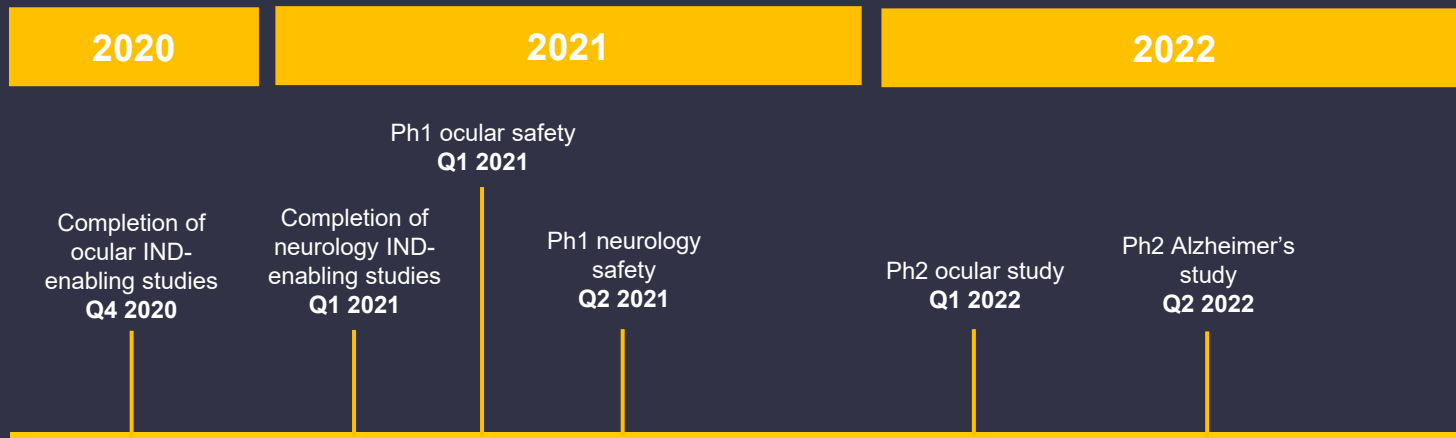 2020
2021
2022
Ph1 ocular safety
Q1 2021
Completion of
ocular IND-
enabling studies
Q4 2020
Completion of
neurology IND-
enabling studies
Q1 2021
Ph1 neurology
safety
Q2 2021
Ph2 ocular study
Q1 2022
Ph2 Alzheimer’s
study
Q2 2022